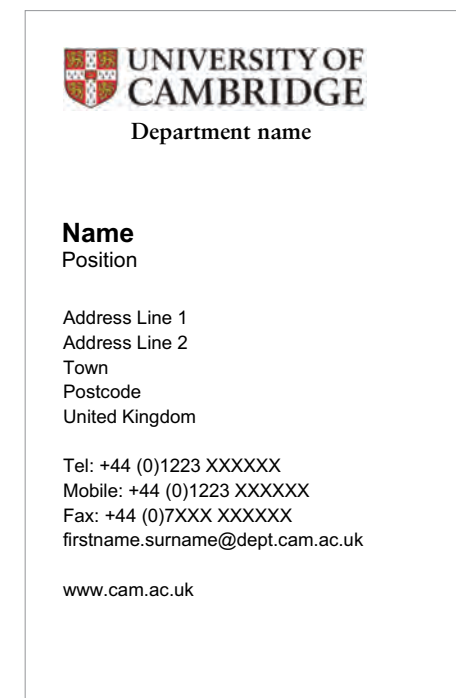 UNIVERSITY OF
CAMBRIDGE
Department name
Name
Position
Address Line 1
Address Line 2
Town
Postcode
United Kingdom
Tel: +44 (0)1223 XXXXXX
Mobile: +44 (0)1223 XXXXXX
Fax: +44 (0)7XXX XXXXXX
firstname.surname@dept.cam.ac.uk
www.cam.ac.uk